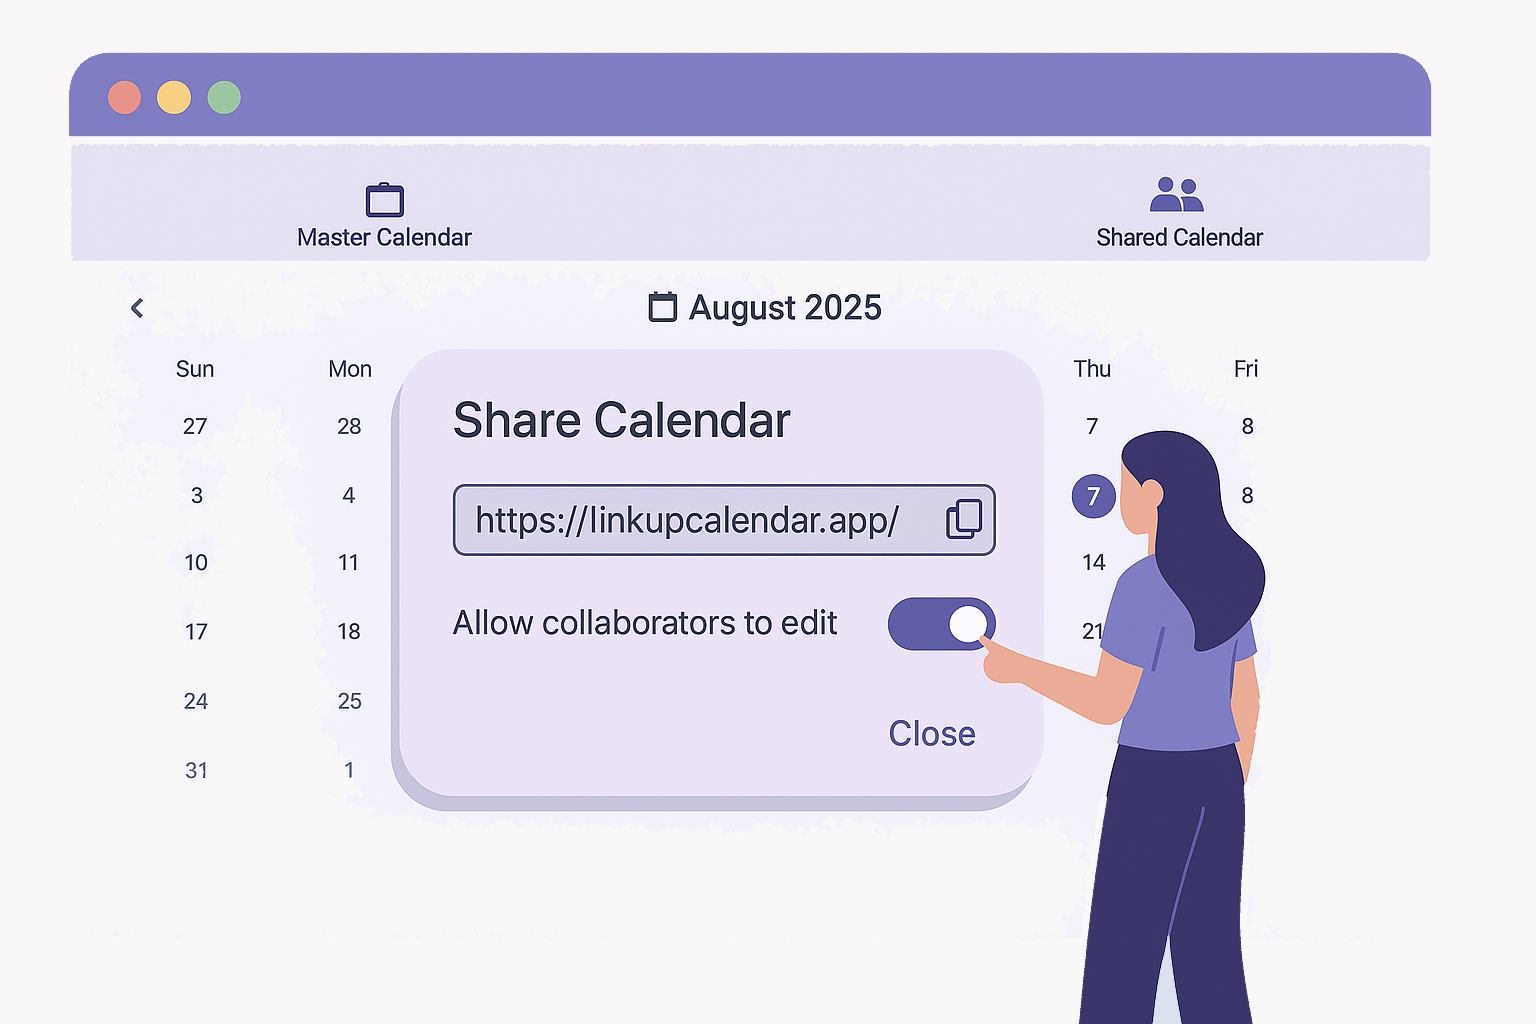 Master Calendar
Shared Calendar
August 2025
Sun Mon Thu Fri
27 28 7 8
3 4 7 8
10 11 14
17 18 21
24 25
31 1
Share Calendar
https://linkupcalendar.app/
Allow collaborators to edit
Close